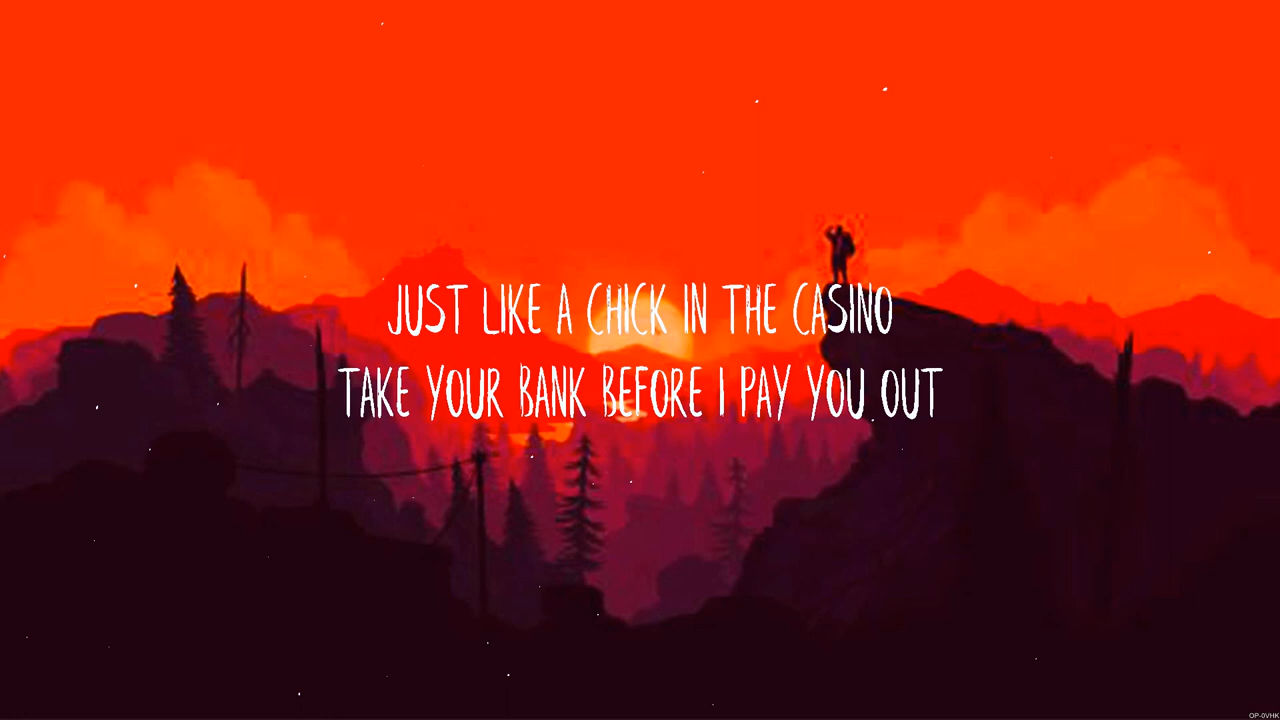 JUST LIKE A CHICK IN THE CASINO
TAKE YOUR BANK BEFORE I PAY YOU OUT
OP-0VHK